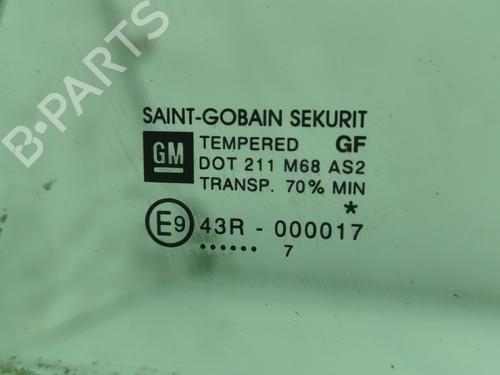 B-PARTS
SAINT-GOBAIN SEKURIT
GM TEMPERED GF
DOT 211 M68 AS2
TRANSP. 70% MIN
*
E9 43R - 000017
...... 7